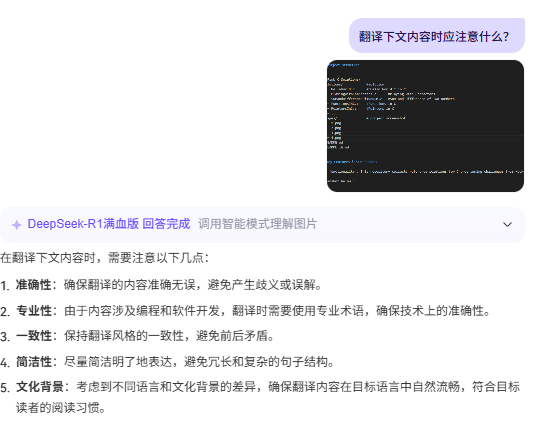 翻译下文内容时应注意什么?
DeepSeek-R1满血版 回答完成 调用智能模式理解图片
在翻译下文内容时，需要注意以下几点：
1. 准确性：确保翻译的内容准确无误，避免产生歧义或误解。
2. 专业性：由于内容涉及编程和软件开发，翻译时需要使用专业术语，确保技术上的准确性。
3. 一致性：保持翻译风格的一致性，避免前后矛盾。
4. 简洁性：尽量简洁明了地表达，避免冗长和复杂的句子结构。
5. 文化背景：考虑到不同语言和文化背景的差异，确保翻译内容在目标语言中自然流畅，符合目标
读者的阅读习惯。